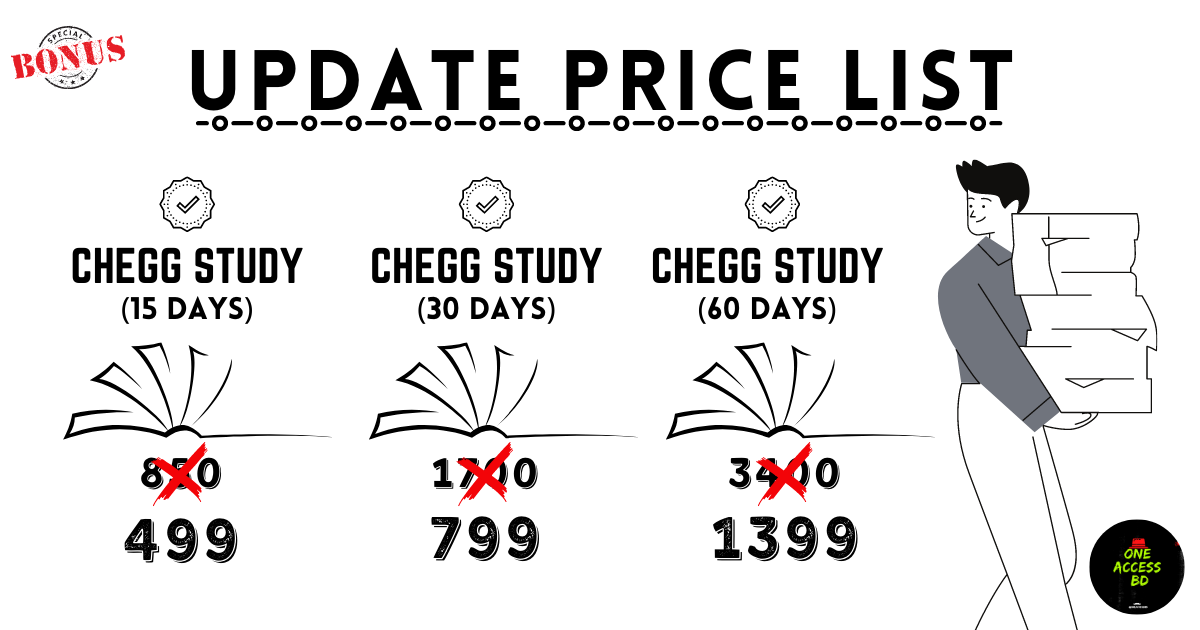 SPECIAL
BONUS
UPDATE PRICE LIST
CHEGG STUDY
(15 DAYS)
850
499
CHEGG STUDY
(30 DAYS)
1700
799
CHEGG STUDY
(60 DAYS)
3400
1399
ONE
ACCESS
BD